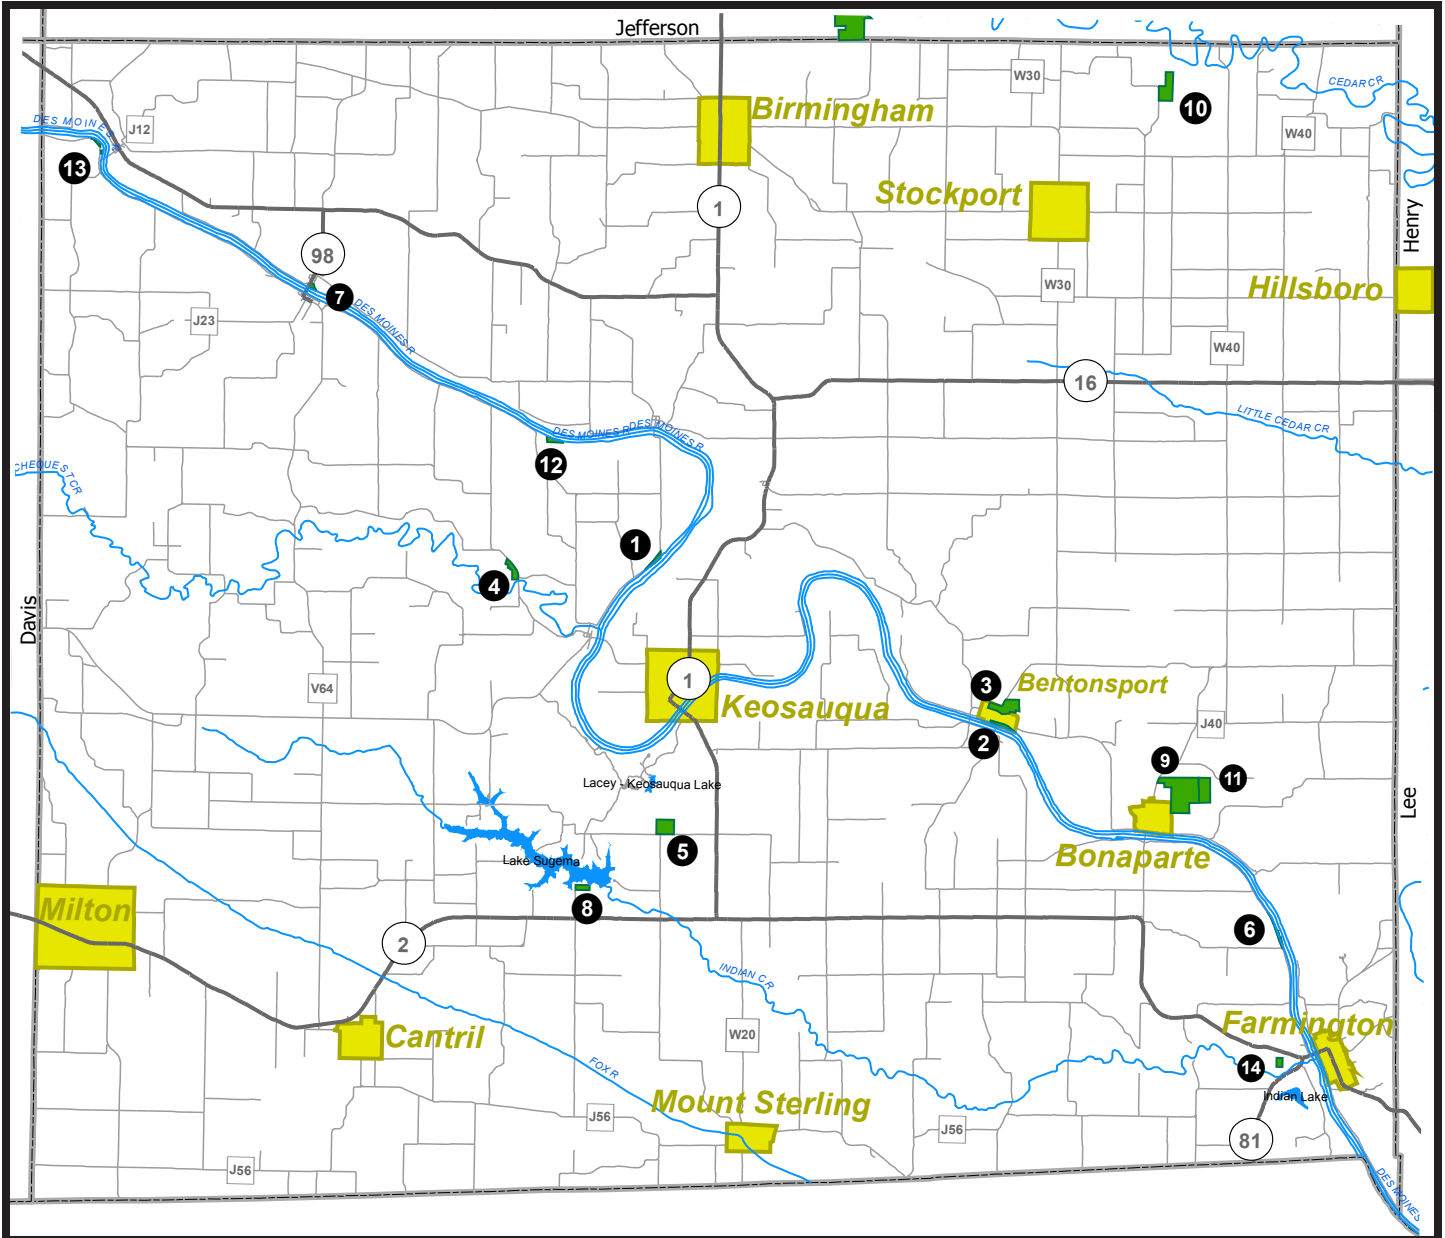 Jefferson
W30
CEDAR CR
10
Birmingham
DES MOINES
J12
W40
13
Stockport
1
Henry
98
Hillsboro
W30
7
DES MOINES R
J23
W40
16
LITTLE CEDAR CR
DES MOINES R
DES MOINES R
12
CHEQUEST CR
1
4
Davis
3
Bentonsport
1
V64
Keosauqua
J40
2
9
11
Lacey - Keosauqua Lake
Lee
5
Bonaparte
Lake Sugema
Milton
8
6
2
INDIAN CR
Farmington
Cantril
W20
FOX R
14
Indian Lake
Mount Sterling
J56
J56
81
J56
DES MOINES